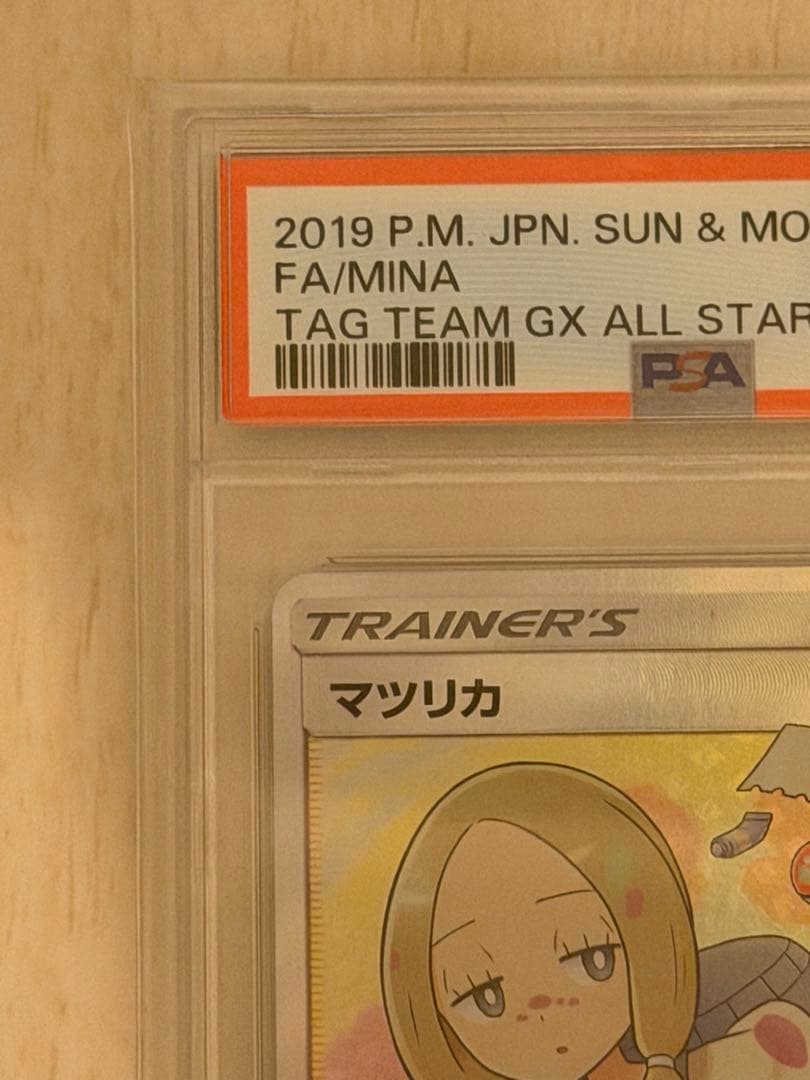 2019 P.M. JPN. SUN & MO
FA/MINA
TAG TEAM GX ALL STAR
PSA
TRAINER'S
マツリカ